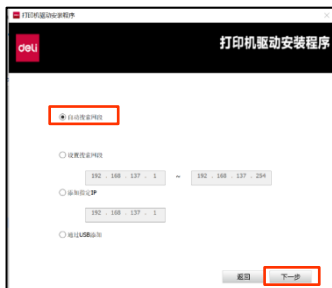 打印机驱动安装程序
deli
打印机驱动安装程序
自动搜索网段
设置搜索网段
192 . 168 . 137 . 1 ~ 192 . 168 . 137 . 254
添加指定IP
192 . 168 . 137 . 1
通过USB添加
返回 下一步